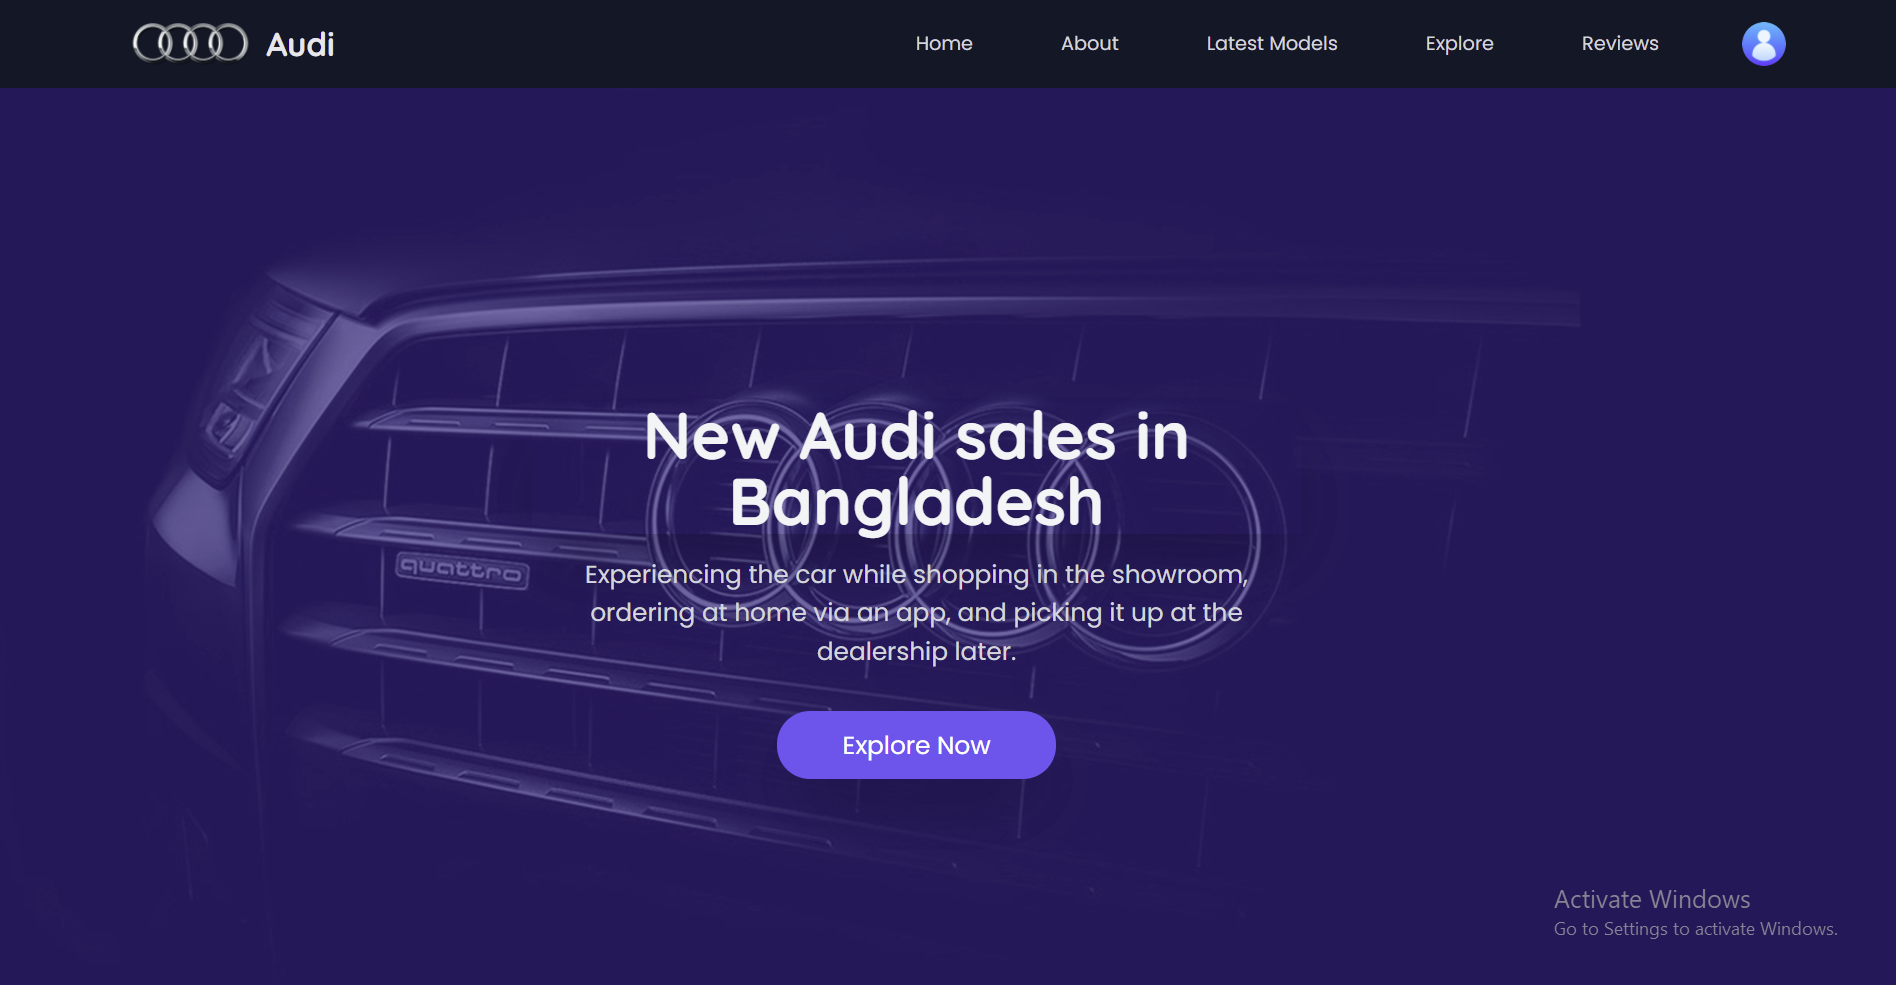 Audi
Home
About
Latest Models
Explore
Reviews
New Audi sales in
Bangladesh
quattro
Experiencing the car while shopping in the showroom,
ordering at home via an app, and picking it up at the
dealership later.
Explore Now
Activate Windows
Go to Settings to activate Windows.